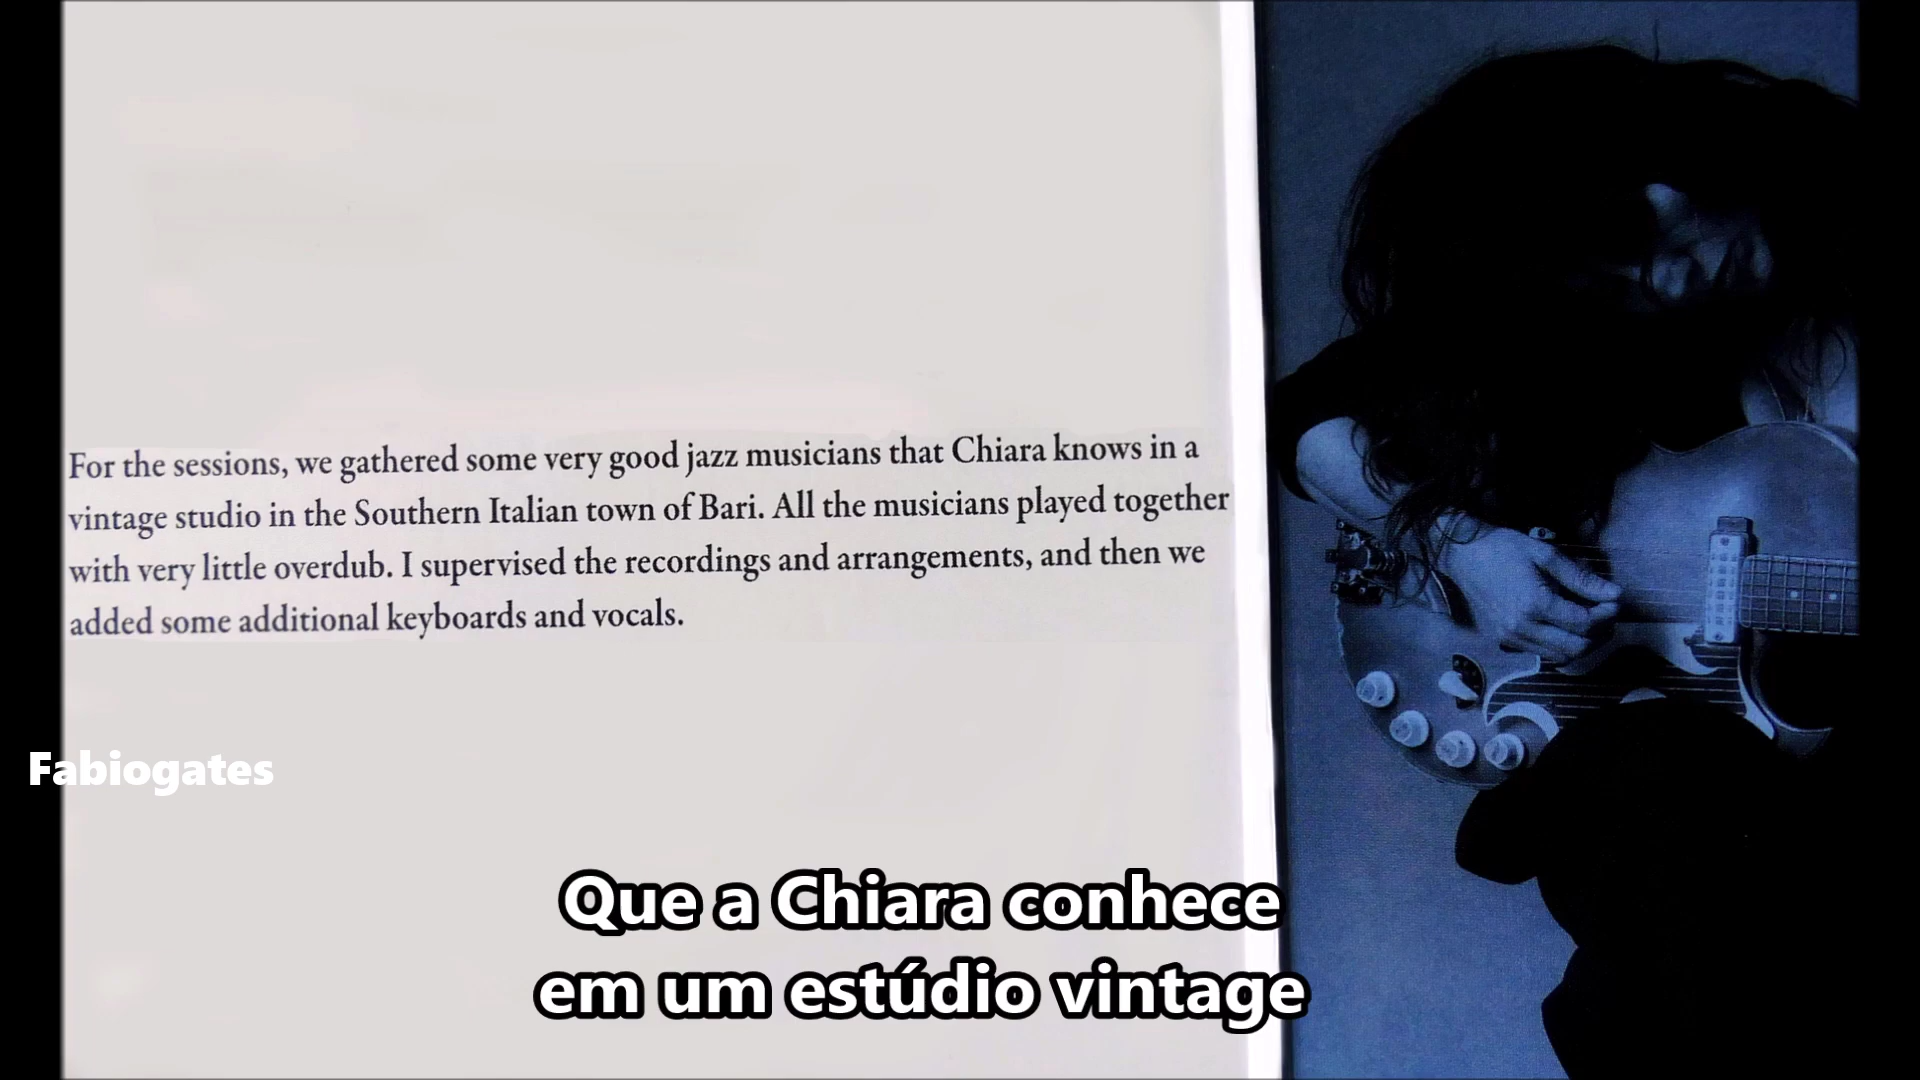 For the sessions, we gathered some very good jazz musicians that Chiara knows in a
vintage studio in the Southern Italian town of Bari. All the musicians played together
with very little overdub. I supervised the recordings and arrangements, and then we
added some additional keyboards and vocals.
Fabiogates
Que a Chiara conhece
em um estúdio vintage